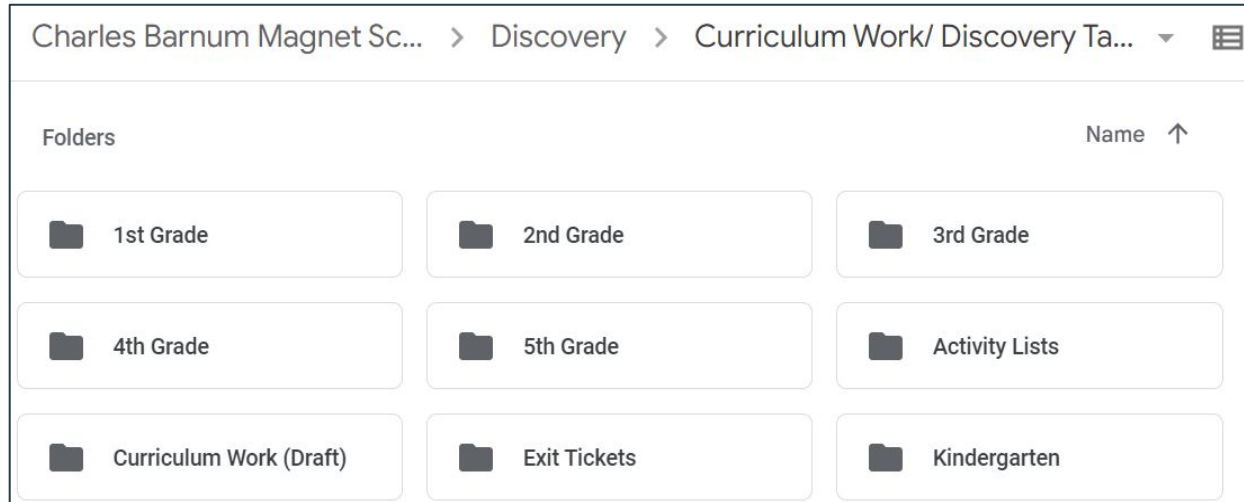 Charles Barnum Magnet Sc... > Discovery > Curriculum Work/ Discovery Ta...
Folders Name
1st Grade 2nd Grade 3rd Grade
4th Grade 5th Grade Activity Lists
Curriculum Work (Draft) Exit Tickets Kindergarten